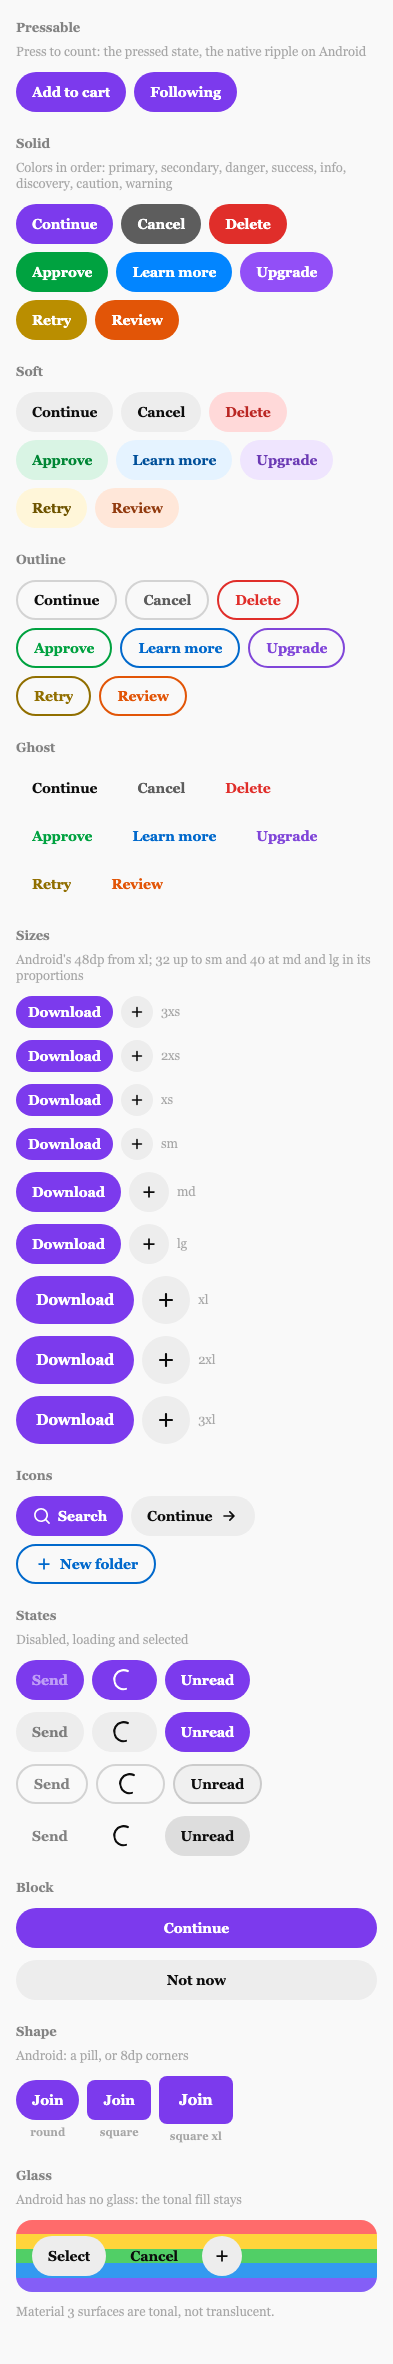 Pressable
Press to count: the pressed state, the native ripple on Android
Add to cart Following
Solid
Colors in order: primary, secondary, danger, success, info,
discovery, caution, warning
Continue Cancel Delete
Approve Learn more Upgrade
Retry Review
Soft
Continue Cancel Delete
Approve Learn more Upgrade
Retry Review
Outline
Continue Cancel Delete
Approve Learn more Upgrade
Retry Review
Ghost
Continue Cancel Delete
Approve Learn more Upgrade
Retry Review
Sizes
Android's 48dp from xl; 32 up to sm and 40 at md and lg in its
proportions
Download + 3xs
Download + 2xs
Download + xs
Download + sm
Download + md
Download + lg
Download + xl
Download + 2xl
Download + 3xl
Icons
Search Continue →
+ New folder
States
Disabled, loading and selected
Send Unread
Send Unread
Send Unread
Send Unread
Block
Continue
Not now
Shape
Android: a pill, or 8dp corners
Join Join Join
round square square xl
Glass
Android has no glass: the tonal fill stays
Select Cancel +
Material 3 surfaces are tonal, not translucent.